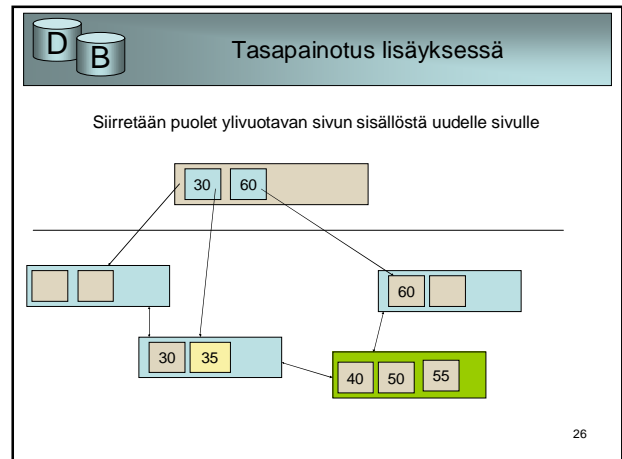 D B
Tasapainotus lisäyksessä
Siirretään puolet ylivuotavan sivun sisällöstä uudelle sivulle
30 60
60
30 35
40 50 55
26